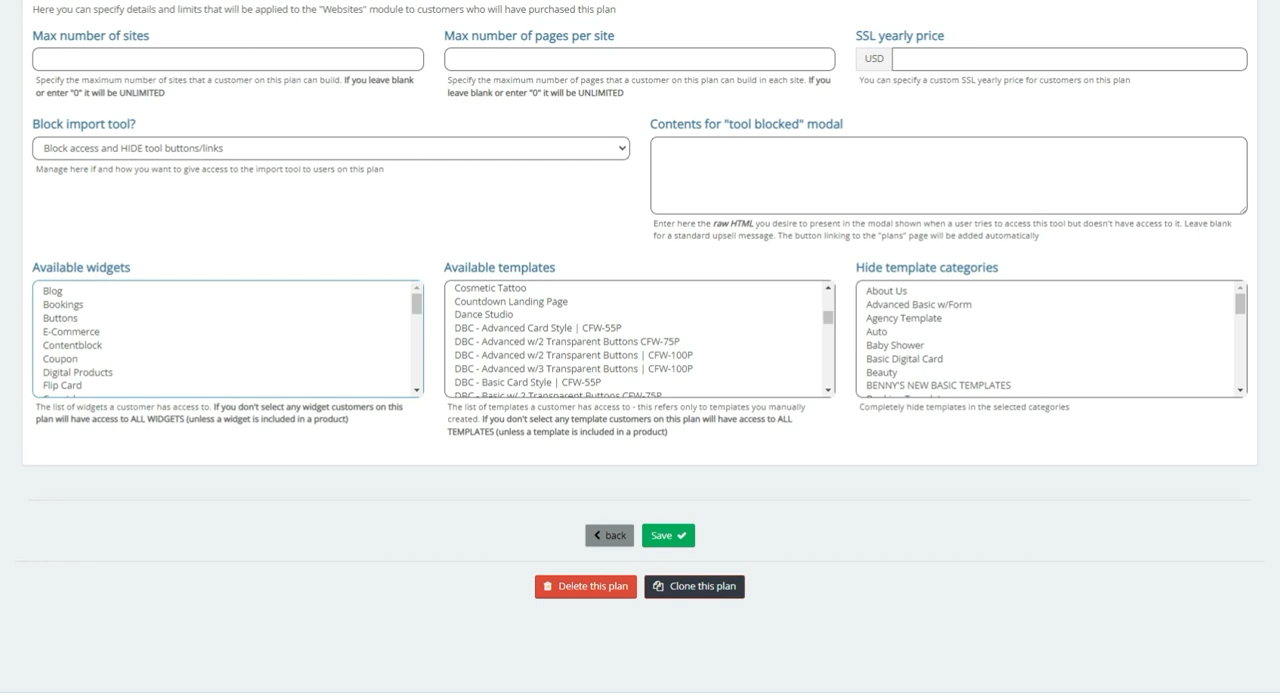 Here you can specify details and limits that will be applied to the "Websites" module to customers who will have purchased this plan
Max number of sites
Max number of pages per site
SSL yearly price
USD
Specify the maximum number of sites that a customer on this plan can build. If you leave blank
or enter "0" it will be UNLIMITED
Specify the maximum number of pages that a customer on this plan can build in each site. If you
leave blank or enter "0" it will be UNLIMITED
You can specify a custom SSL yearly price for customers on this plan
Block import tool?
Block access and HIDE tool buttons/links
Manage here if and how you want to give access to the import tool to users on this plan
Contents for "tool blocked" modal
Enter here the raw HTML you desire to present in the modal shown when a user tries to access this tool but doesn't have access to it. Leave blank
for a standard upsell message. The button linking to the "plans" page will be added automatically
Available widgets
Blog
Bookings
Buttons
E-Commerce
Contentblock
Coupon
Digital Products
Flip Card
The list of widgets a customer has access to. If you don't select any widget customers on this
plan will have access to ALL WIDGETS (unless a widget is included in a product)
Available templates
Cosmetic Tattoo
Countdown Landing Page
Dance Studio
DBC - Advanced Card Style | CFW-55P
DBC - Advanced w/2 Transparent Buttons CFW-75P
DBC - Advanced w/2 Transparent Buttons | CFW-100P
DBC - Advanced w/3 Transparent Buttons | CFW-100P
DBC - Basic Card Style | CFW-55P
DBC - Basic w/ 2 Transparent Buttons CFW-75P
The list of templates a customer has access to - this refers only to templates you manually
created. If you don't select any template customers on this plan will have access to ALL
TEMPLATES (unless a template is included in a product)
Hide template categories
About Us
Advanced Basic w/Form
Agency Template
Auto
Baby Shower
Basic Digital Card
Beauty
BENNY'S NEW BASIC TEMPLATES
Completely hide templates in the selected categories
back
Save
Delete this plan
Clone this plan